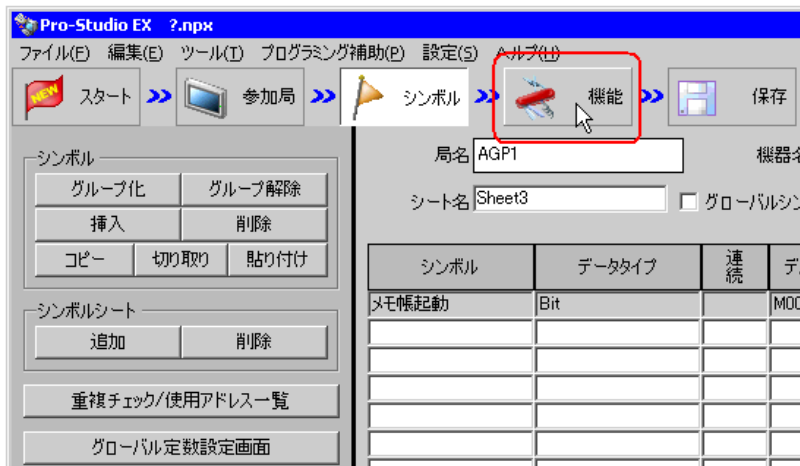 Pro-Studio EX ?.npx
ファイル(F) 編集(E) ツール(T) プログラミング補助(P) 設定(S) ヘルプ(H)
NEW スタート 参加局 シンボル 機能 保存
シンボル
グループ化 グループ解除
挿入 削除
コピー 切り取り 貼り付け
シンボルシート
追加 削除
重複チェック/使用アドレス一覧
グローバル定数設定画面
局名 AGP1
シート名 Sheet3 グローバルシン
シンボル データタイプ 連続
メモ帳起動 Bit M00